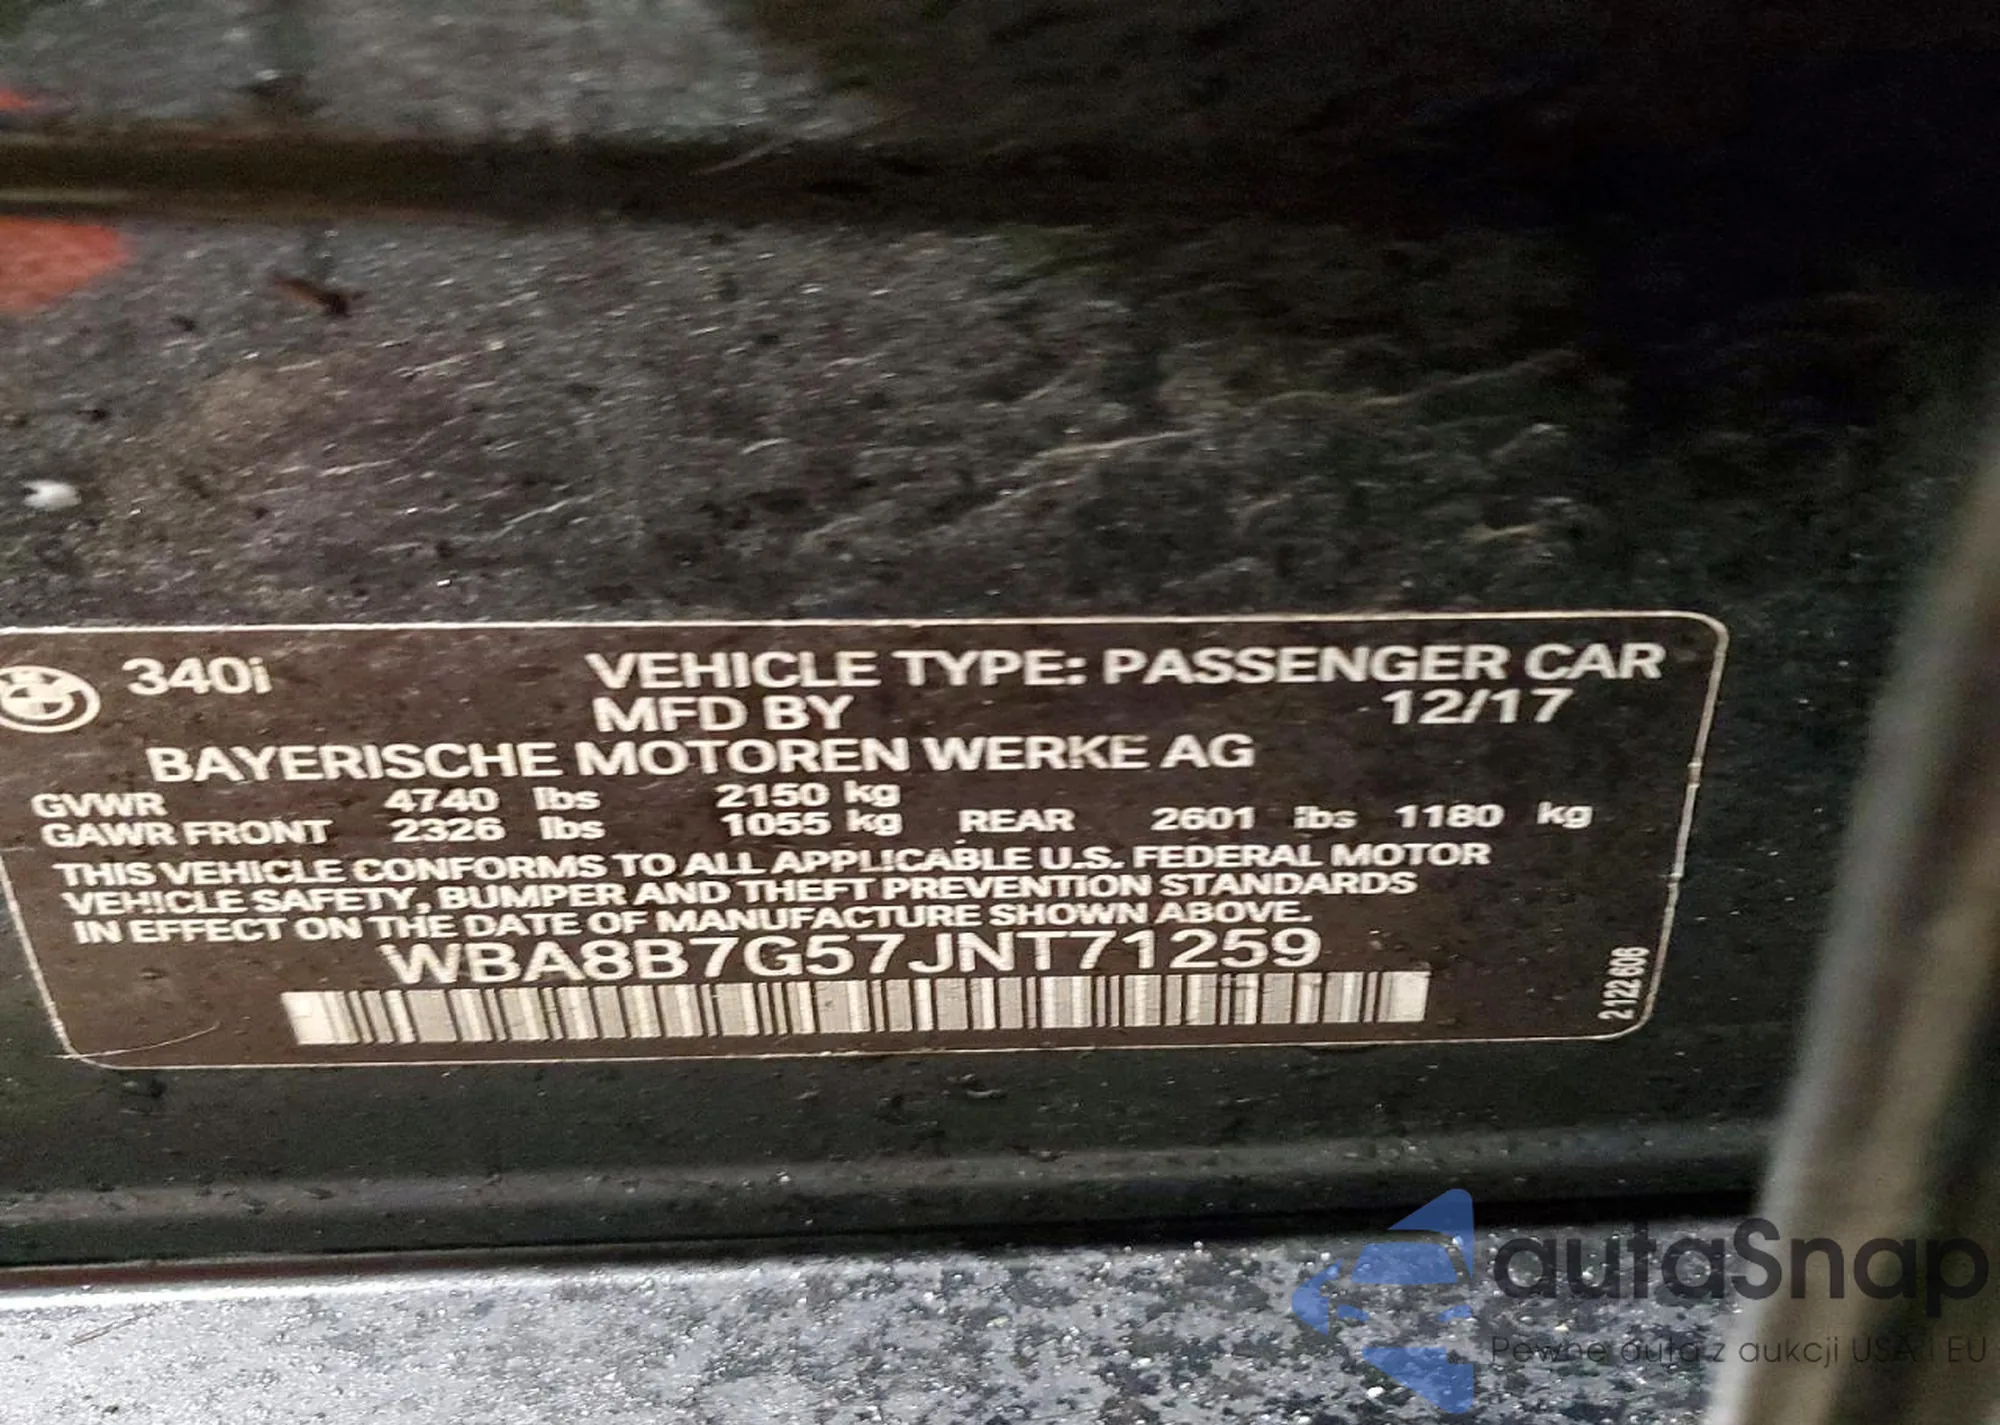 340i VEHICLE TYPE: PASSENGER CAR
MFD BY 12/17
BAYERISCHE MOTOREN WERKE AG
GVWR 4740 lbs 2150 kg
GAWR FRONT 2326 lbs 1055 kg REAR 2601 lbs 1180 kg
THIS VEHICLE CONFORMS TO ALL APPLICABLE U.S. FEDERAL MOTOR
VEHICLE SAFETY, BUMPER AND THEFT PREVENTION STANDARDS
IN EFFECT ON THE DATE OF MANUFACTURE SHOWN ABOVE.
WBA8B7G57JNT71259
2122606
autaSnap
Pewne auta z aukcji USA i EU